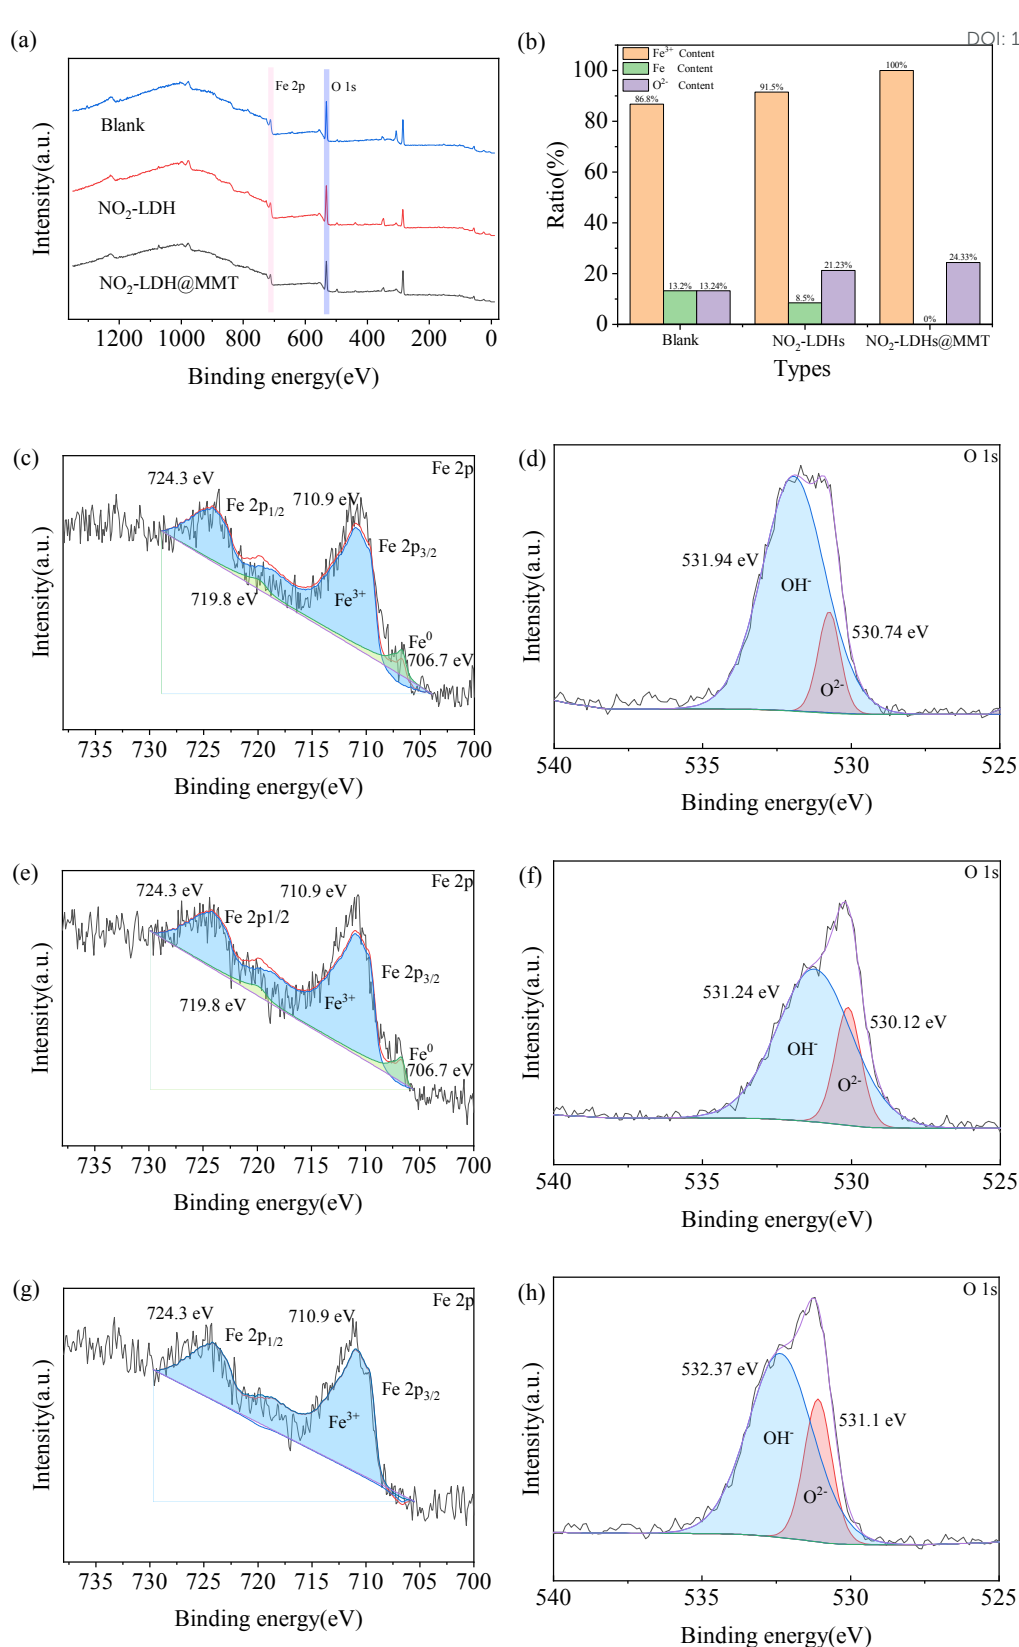 DOI: 1
(a)
Fe 2p
O 1s
Blank
NO₂-LDH
NO₂-LDH@MMT
Intensity(a.u.)
1200 1000 800 600 400 200 0
Binding energy(eV)
(b)
Fe³⁺ Content
Fe Content
O²⁻ Content
100
80
60
40
20
0
Ratio(%)
86.8%
13.2%
13.24%
91.5%
8.5%
21.23%
100%
0%
24.33%
Blank NO₂-LDHs NO₂-LDHs@MMT
Types
(c)
Fe 2p
724.3 eV
710.9 eV
Fe 2p₁/₂
Fe 2p₃/₂
719.8 eV
Fe³⁺
Fe⁰
706.7 eV
Intensity(a.u.)
735 730 725 720 715 710 705 700
Binding energy(eV)
(d)
O 1s
531.94 eV
OH⁻
530.74 eV
O²⁻
Intensity(a.u.)
540 535 530 525
Binding energy(eV)
(e)
Fe 2p
724.3 eV
710.9 eV
Fe 2p1/2
Fe 2p₃/₂
719.8 eV
Fe³⁺
Fe⁰
706.7 eV
Intensity(a.u.)
735 730 725 720 715 710 705 700
Binding energy(eV)
(f)
O 1s
531.24 eV
530.12 eV
OH⁻
O²⁻
Intensity(a.u.)
540 535 530 525
Binding energy(eV)
(g)
Fe 2p
724.3 eV
710.9 eV
Fe 2p₁/₂
Fe 2p₃/₂
Fe³⁺
Intensity(a.u.)
735 730 725 720 715 710 705 700
Binding energy(eV)
(h)
O 1s
532.37 eV
531.1 eV
OH⁻
O²⁻
Intensity(a.u.)
540 535 530 525
Binding energy(eV)